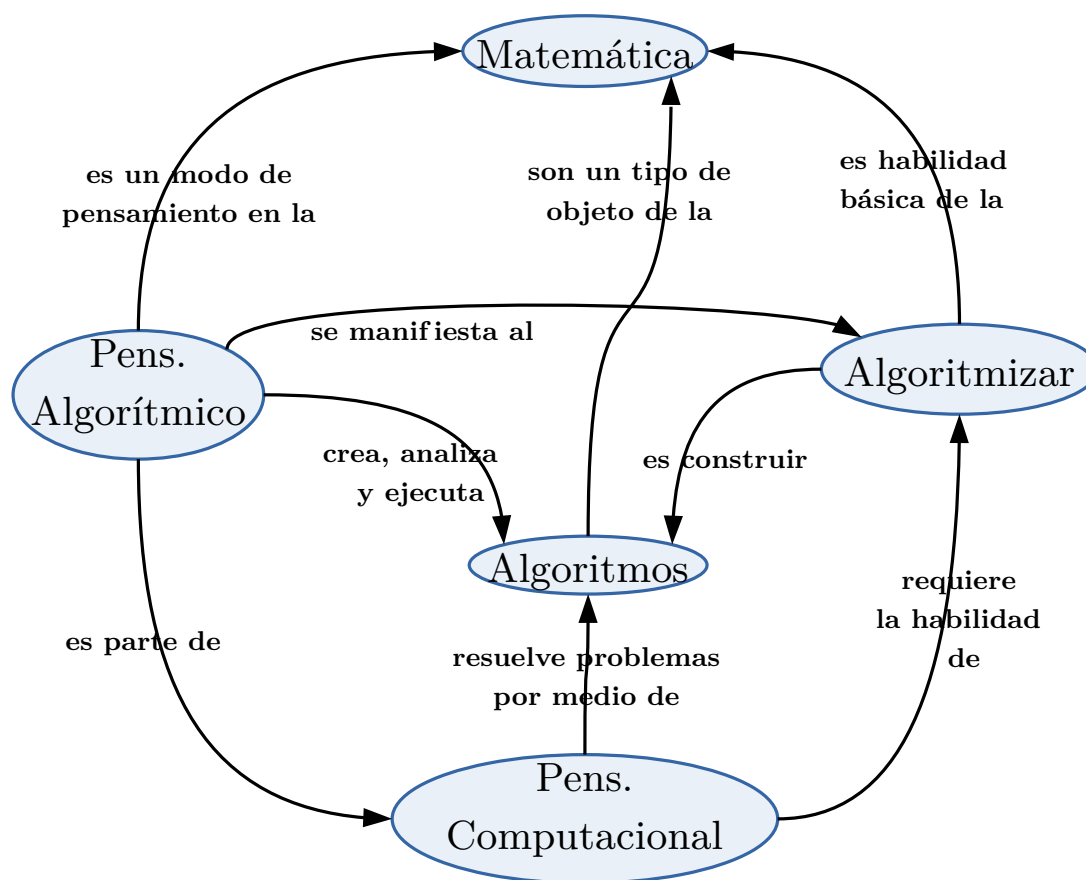 Matemática
es un modo de
pensamiento en la
son un tipo de
objeto de la
es habilidad
básica de la
se manifiesta al
Pens.
Algorítmico
Algoritmizar
crea, analiza
y ejecuta
es construir
Algoritmos
requiere
la habilidad
de
es parte de
resuelve problemas
por medio de
Pens.
Computacional